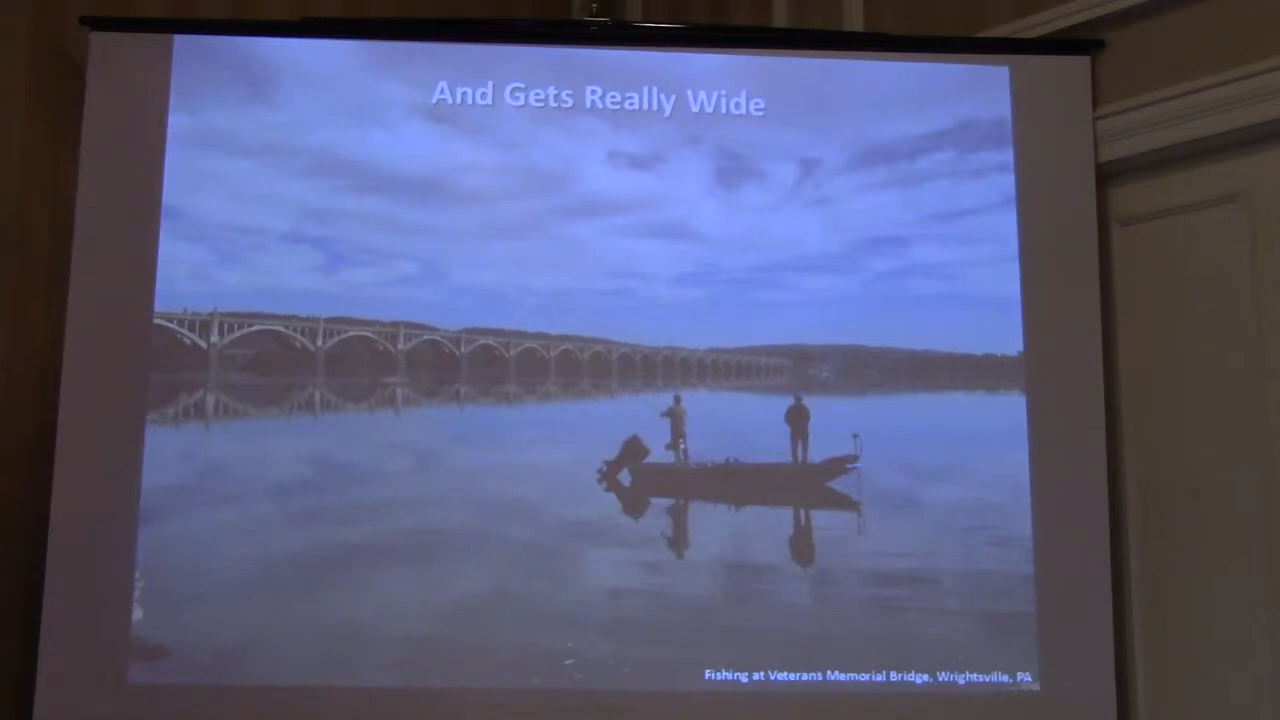 And Gets Really Wide
Fishing at Veterans Memorial Bridge, Wrightsville, PA